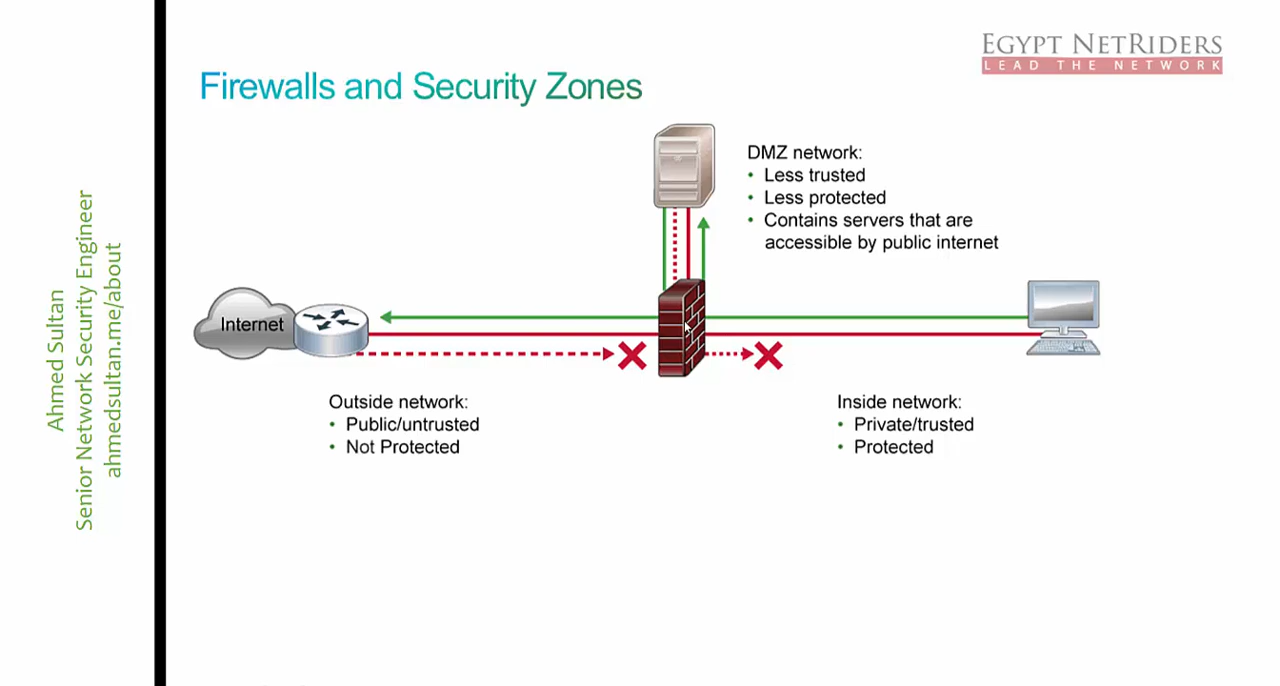 EGYPT NETRIDERS
LEAD THE NETWORK
Firewalls and Security Zones
DMZ network:
• Less trusted
• Less protected
• Contains servers that are
accessible by public internet
Internet
Outside network:
• Public/untrusted
• Not Protected
Inside network:
• Private/trusted
• Protected
Ahmed Sultan
Senior Network Security Engineer
ahmedsultan.me/about